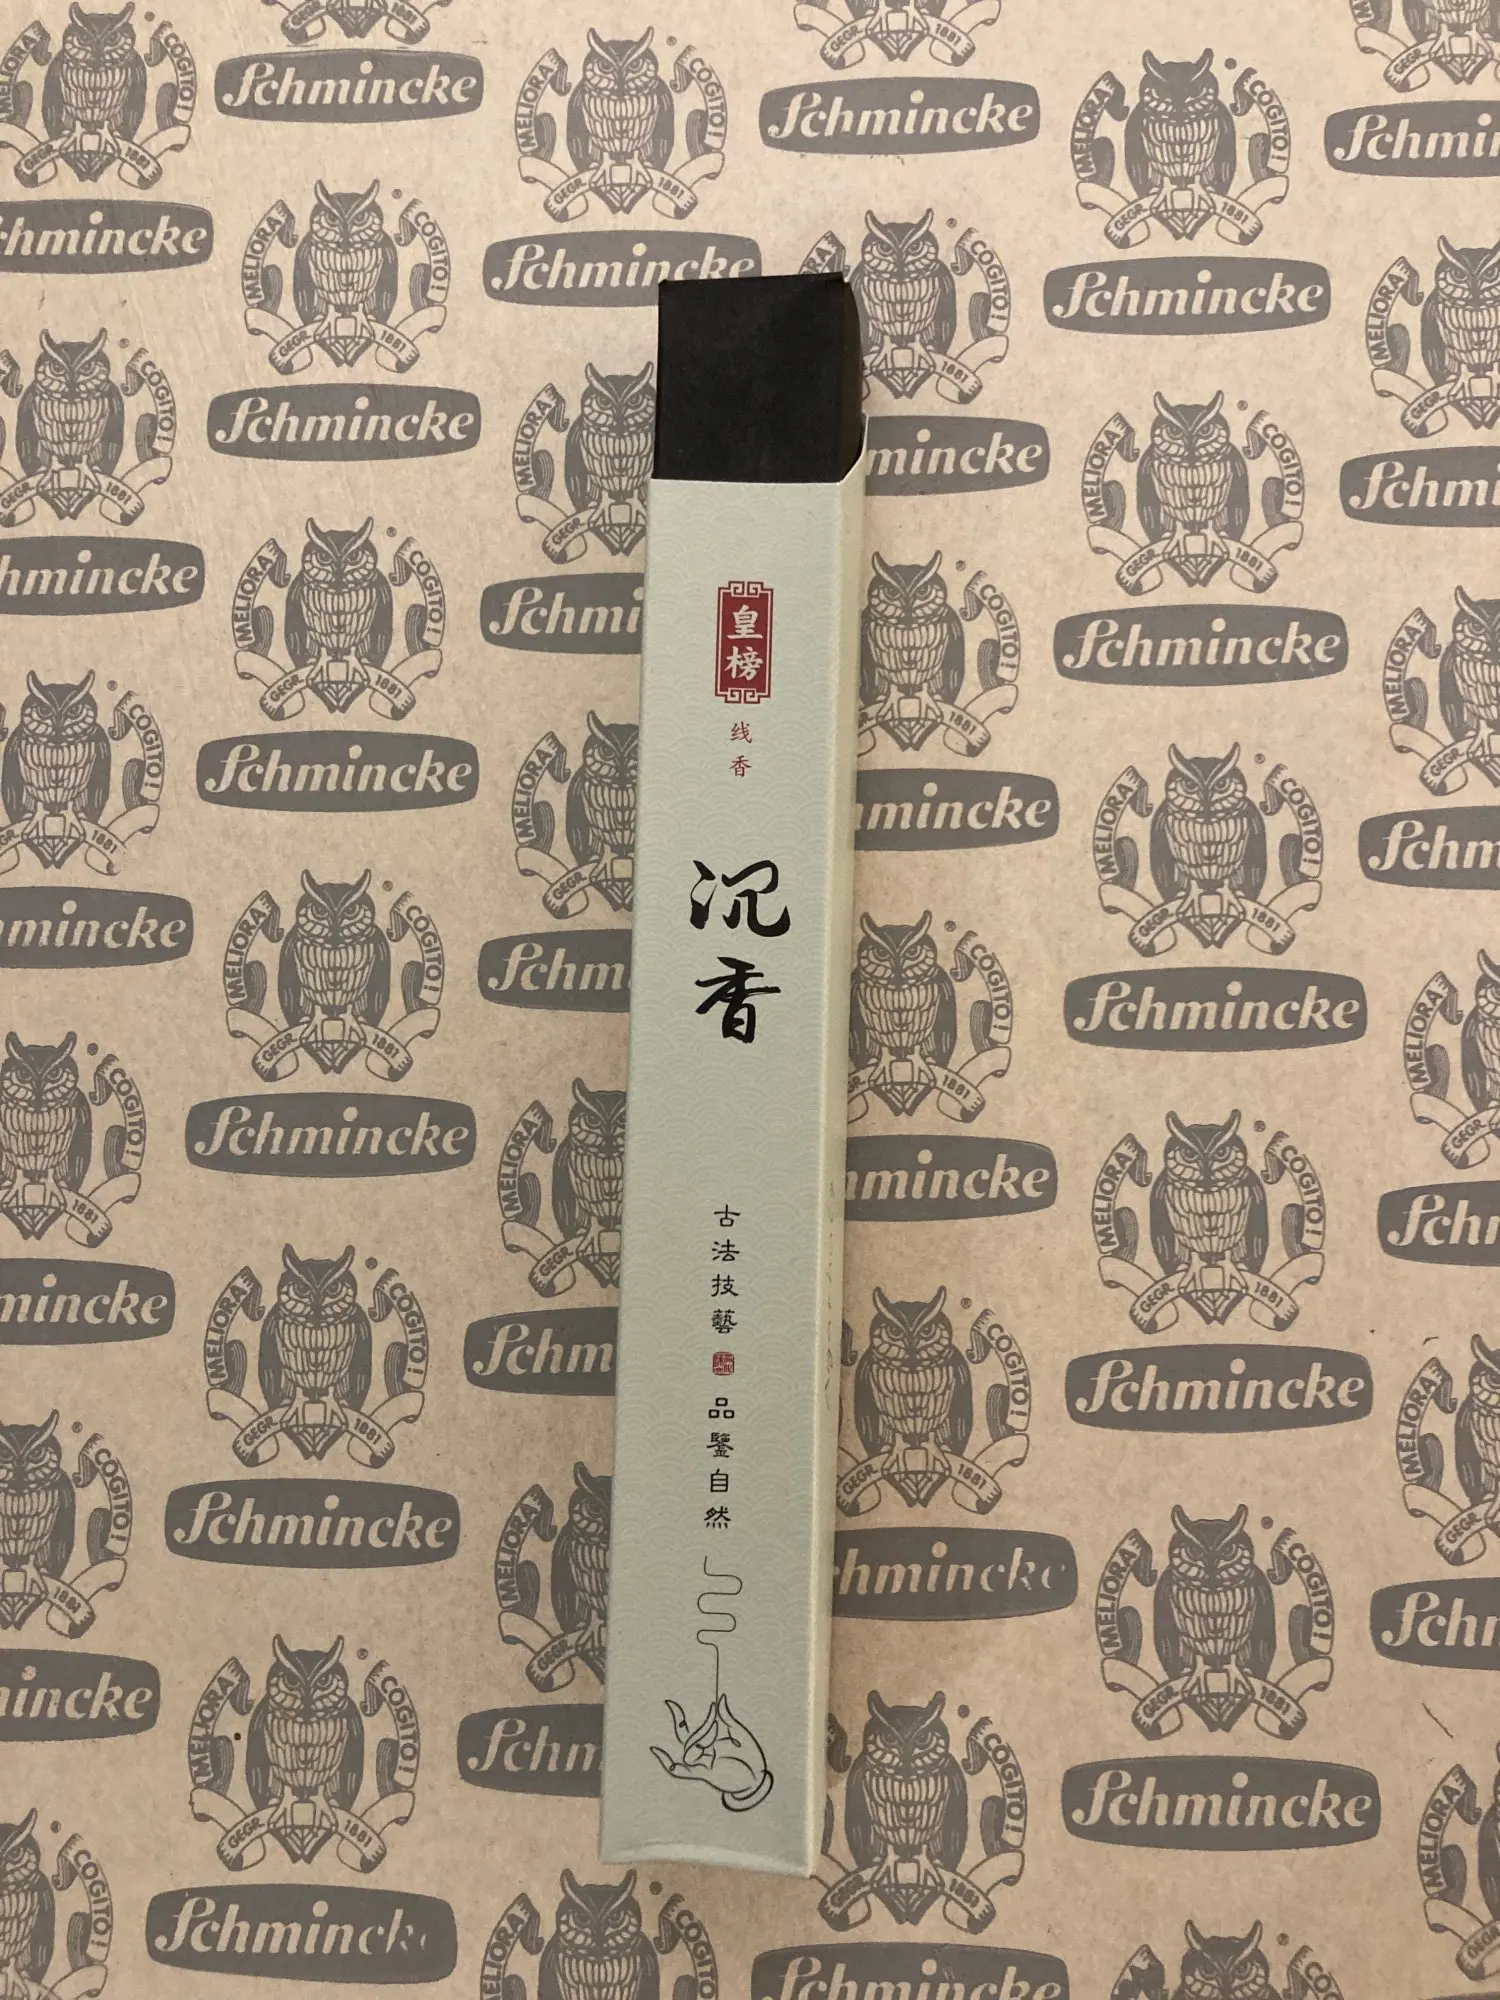 皇榜
线香
沉香
古法技藝
品鑒自然
Schmincke
MELIORA COGITO!
GEGR. 1881